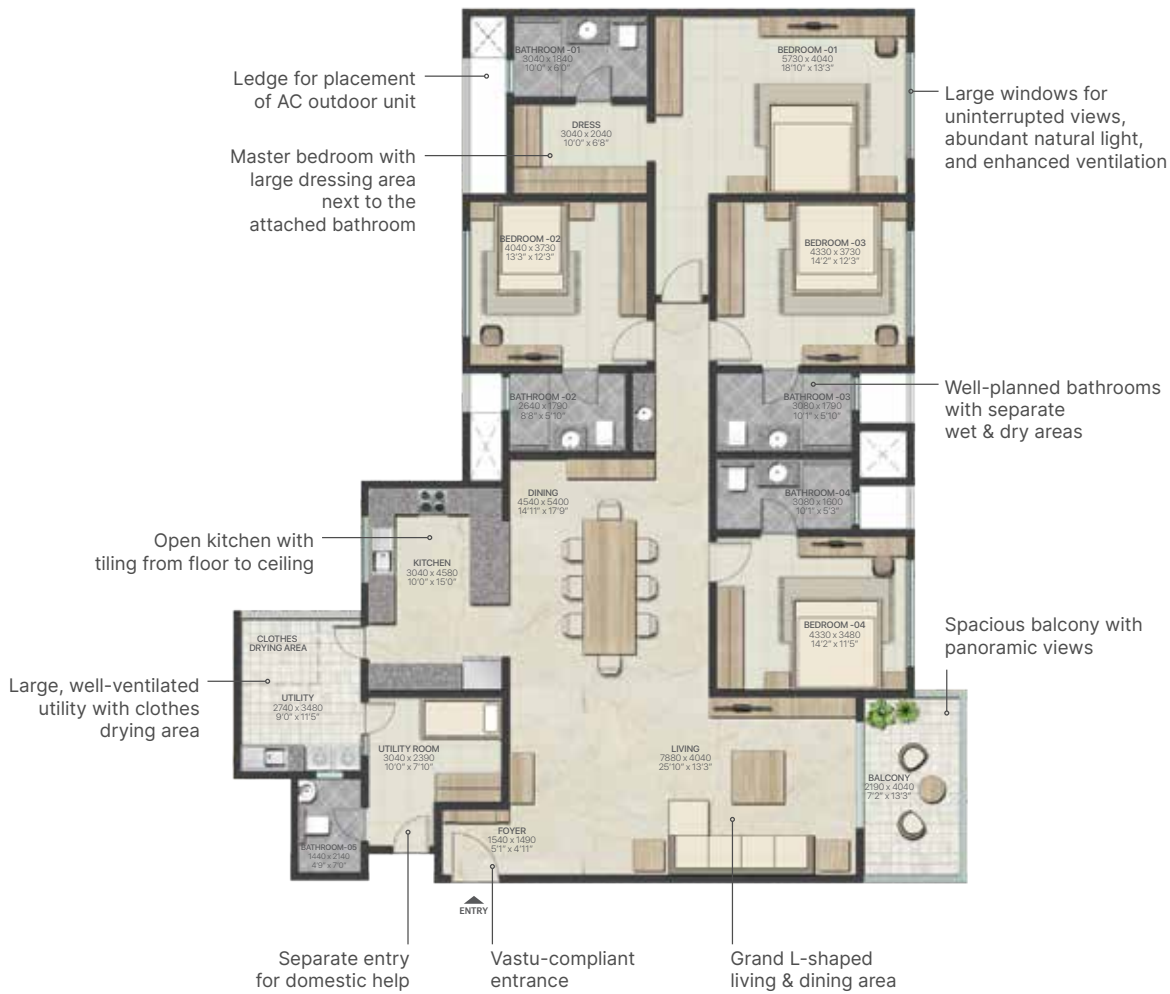 BATHROOM -01
3040 x 1840
10'0" x 6'0"
BEDROOM -01
5730 x 4040
18'10" x 13'3"
Ledge for placement
of AC outdoor unit
Large windows for
uninterrupted views,
abundant natural light,
and enhanced ventilation
DRESS
3040 x 2040
10'0" x 6'8"
Master bedroom with
large dressing area
next to the
attached bathroom
BEDROOM -02
4040 x 3730
13'3" x 12'3"
BEDROOM -03
4330 x 3730
14'2" x 12'3"
BATHROOM -02
2640 x 1790
8'8" x 5'10"
BATHROOM -03
3080 x 1790
10'1" x 5'10"
Well-planned bathrooms
with separate
wet & dry areas
DINING
4540 x 5400
14'11" x 17'9"
BATHROOM-04
3080 x 1600
10'1" x 5'3"
Open kitchen with
tiling from floor to ceiling
KITCHEN
3040 x 4580
10'0" x 15'0"
BEDROOM -04
4330 x 3480
14'2" x 11'5"
Spacious balcony with
panoramic views
CLOTHES
DRYING AREA
Large, well-ventilated
utility with clothes
drying area
UTILITY
2740 x 3480
9'0" x 11'5"
UTILITY ROOM
3040 x 2390
10'0" x 7'10"
LIVING
7880 x 4040
25'10" x 13'3"
BALCONY
2190 x 4040
7'2" x 13'3"
FOYER
1540 x 1490
5'1" x 4'11"
BATHROOM-05
1440 x 2140
4'9" x 7'0"
ENTRY
Separate entry
for domestic help
Vastu-compliant
entrance
Grand L-shaped
living & dining area